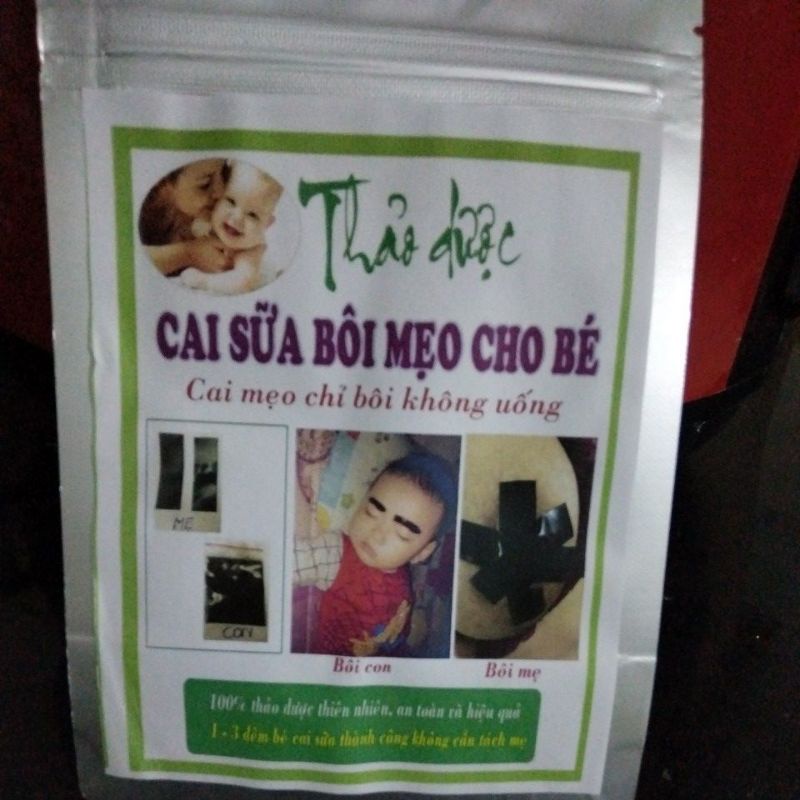 Thảo dược
CAI SỮA BÔI MẸO CHO BÉ
Cai mẹo chỉ bôi không uống
MẸ
CON
Bôi con
Bôi mẹ
100% thảo dược thiên nhiên, an toàn và hiệu quả
1 - 3 đêm bé cai sữa thành công không cần tách mẹ